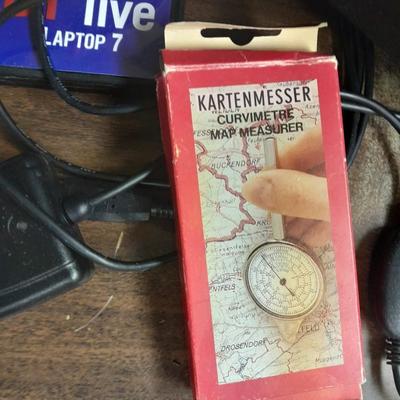 live
LAPTOP 7
KARTENMESSER
CURVIMETRE
MAP MEASURER
BUCKENDORF
DROSENDORF